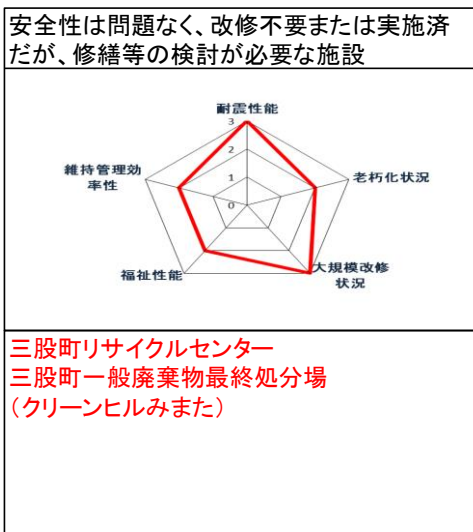 安全性は問題なく、改修不要または実施済
だが、修繕等の検討が必要な施設
耐震性能
3
2
1
0
維持管理効
率性
老朽化状況
福祉性能
大規模改修
状況
三股町リサイクルセンター
三股町一般廃棄物最終処分場
(クリーンヒルみまた)